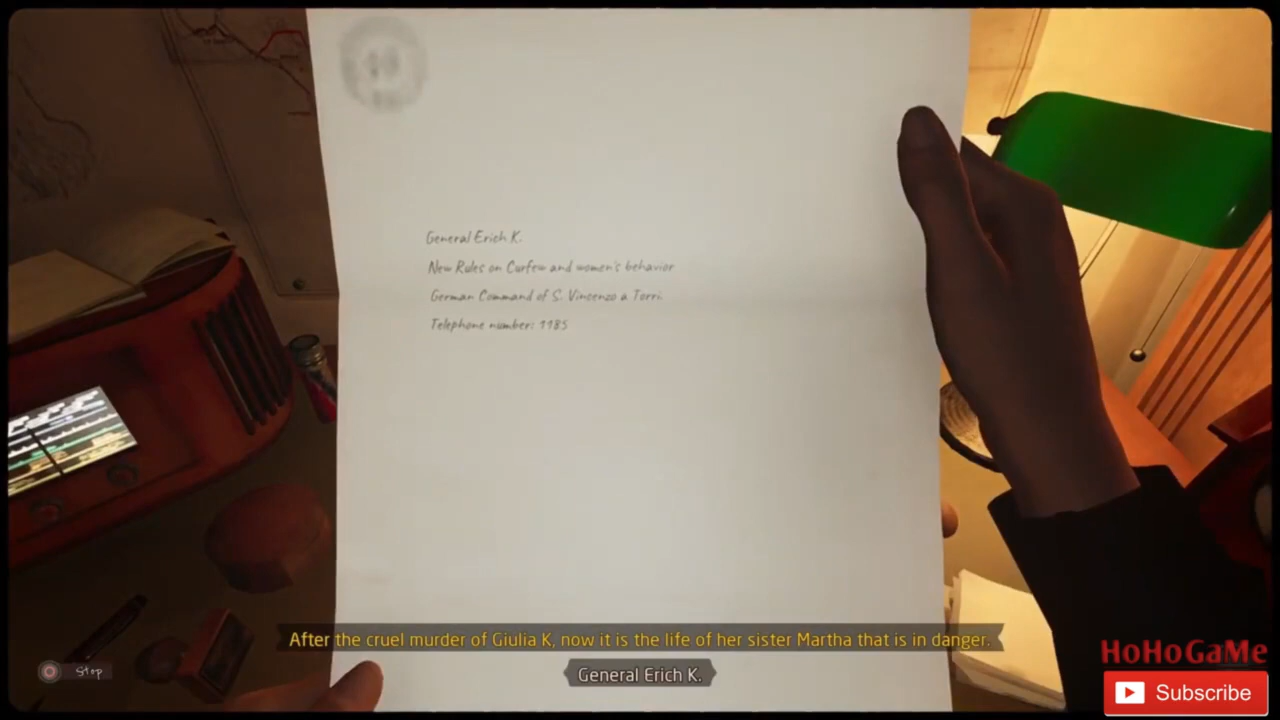 General Erich K.
New Rules on Curfew and women's behavior
German Command of S. Vincenzo a Torri.
Telephone number: 1185
After the cruel murder of Giulia K, now it is the life of her sister Martha that is in danger.
Stop
General Erich K.
HoHoGaMe
Subscribe